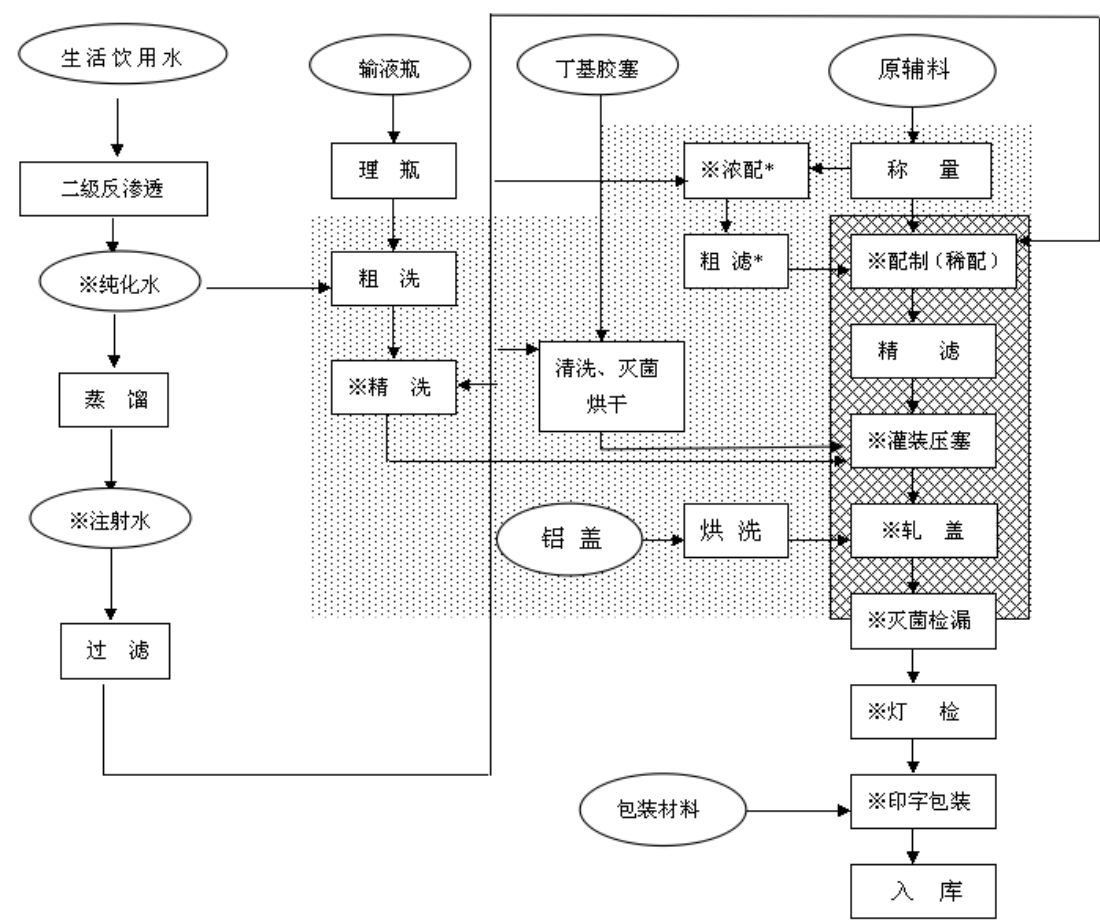 生活饮用水
输液瓶
丁基胶塞
原辅料
理 瓶
※浓配*
称 量
二级反渗透
粗 滤*
※配制（稀配）
※纯化水
粗 洗
精 滤
清洗、灭菌
烘干
蒸 馏
※精 洗
※灌装压塞
※注射水
铝 盖
烘 洗
※轧 盖
※灭菌检漏
过 滤
※灯 检
包装材料
※印字包装
入 库